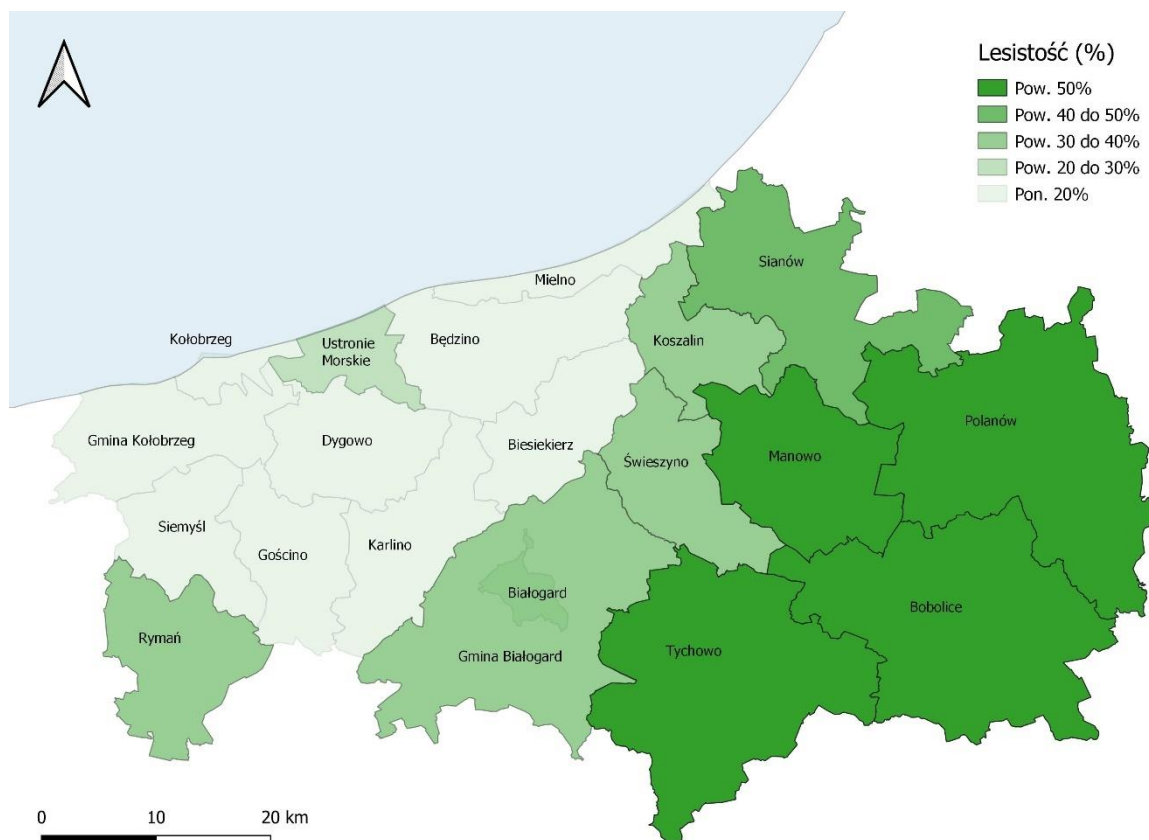 Lesistość (%)
Pow. 50%
Pow. 40 do 50%
Pow. 30 do 40%
Pow. 20 do 30%
Pon. 20%
Sianów
Mielno
Kołobrzeg
Ustronie
Morskie
Będzino
Koszalin
Polanów
Gmina Kołobrzeg
Dygowo
Biesiekierz
Świeszyno
Manowo
Siemyśl
Gościno
Karlino
Białogard
Bobolice
Rymań
Gmina Białogard
Tychowo
0 10 20 km